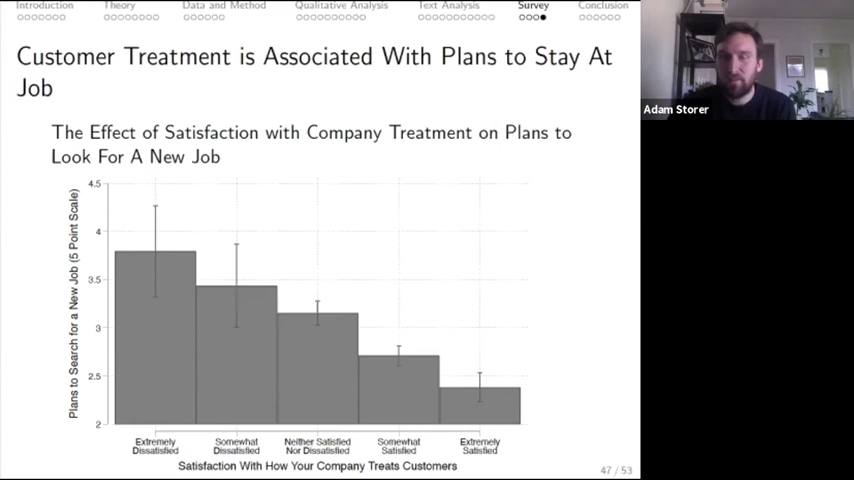 Introduction Theory Data and Method Qualitative Analysis Text Analysis Survey Conclusion
Customer Treatment is Associated With Plans to Stay At
Job
The Effect of Satisfaction with Company Treatment on Plans to
Look For A New Job
Plans to Search for a New Job (5 Point Scale)
4.5
4
3.5
3
2.5
2
Extremely Somewhat Neither Satisfied Somewhat Extremely
Dissatisfied Dissatisfied Nor Dissatisfied Satisfied Satisfied
Satisfaction With How Your Company Treats Customers
47 / 53
Adam Storer